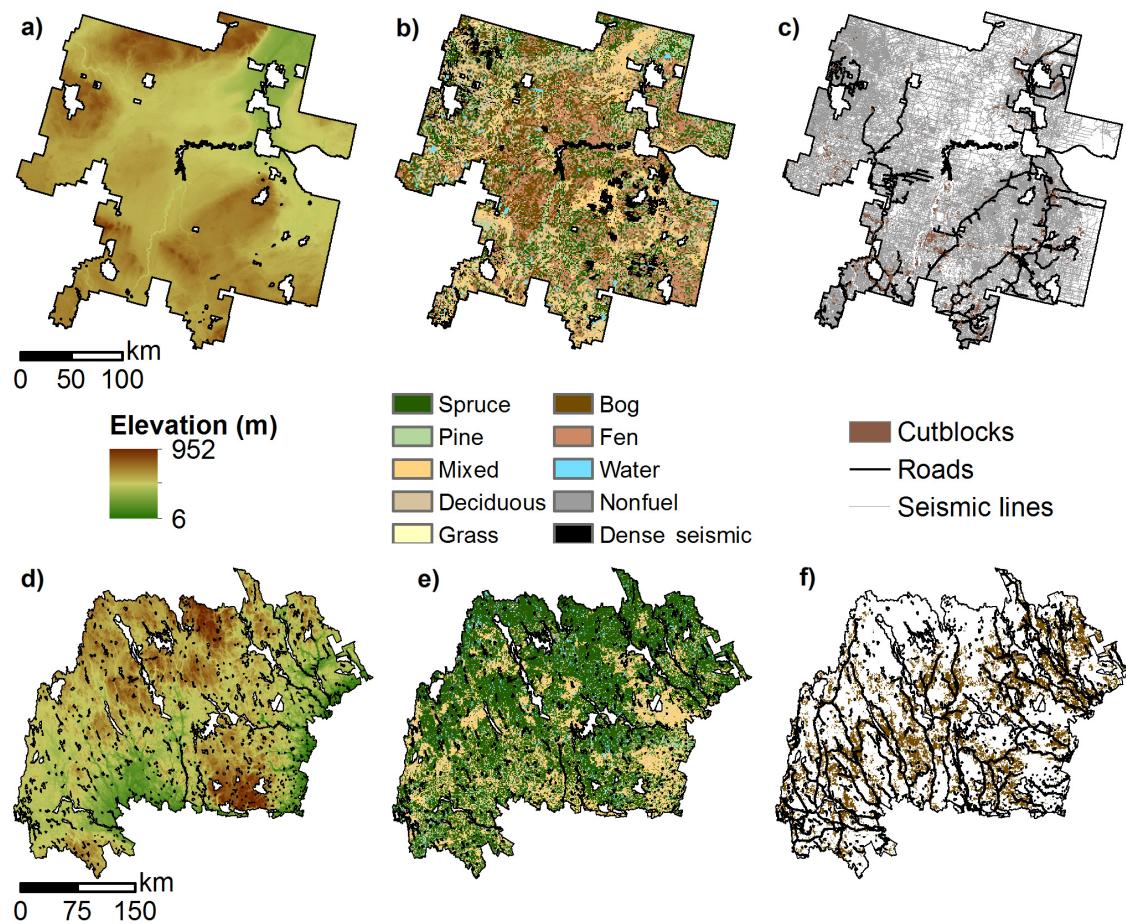 a)
b)
c)
km
0 50 100
Elevation (m)
952
6
Spruce
Pine
Mixed
Deciduous
Grass
Bog
Fen
Water
Nonfuel
Dense seismic
Cutblocks
Roads
Seismic lines
d)
e)
f)
km
0 75 150